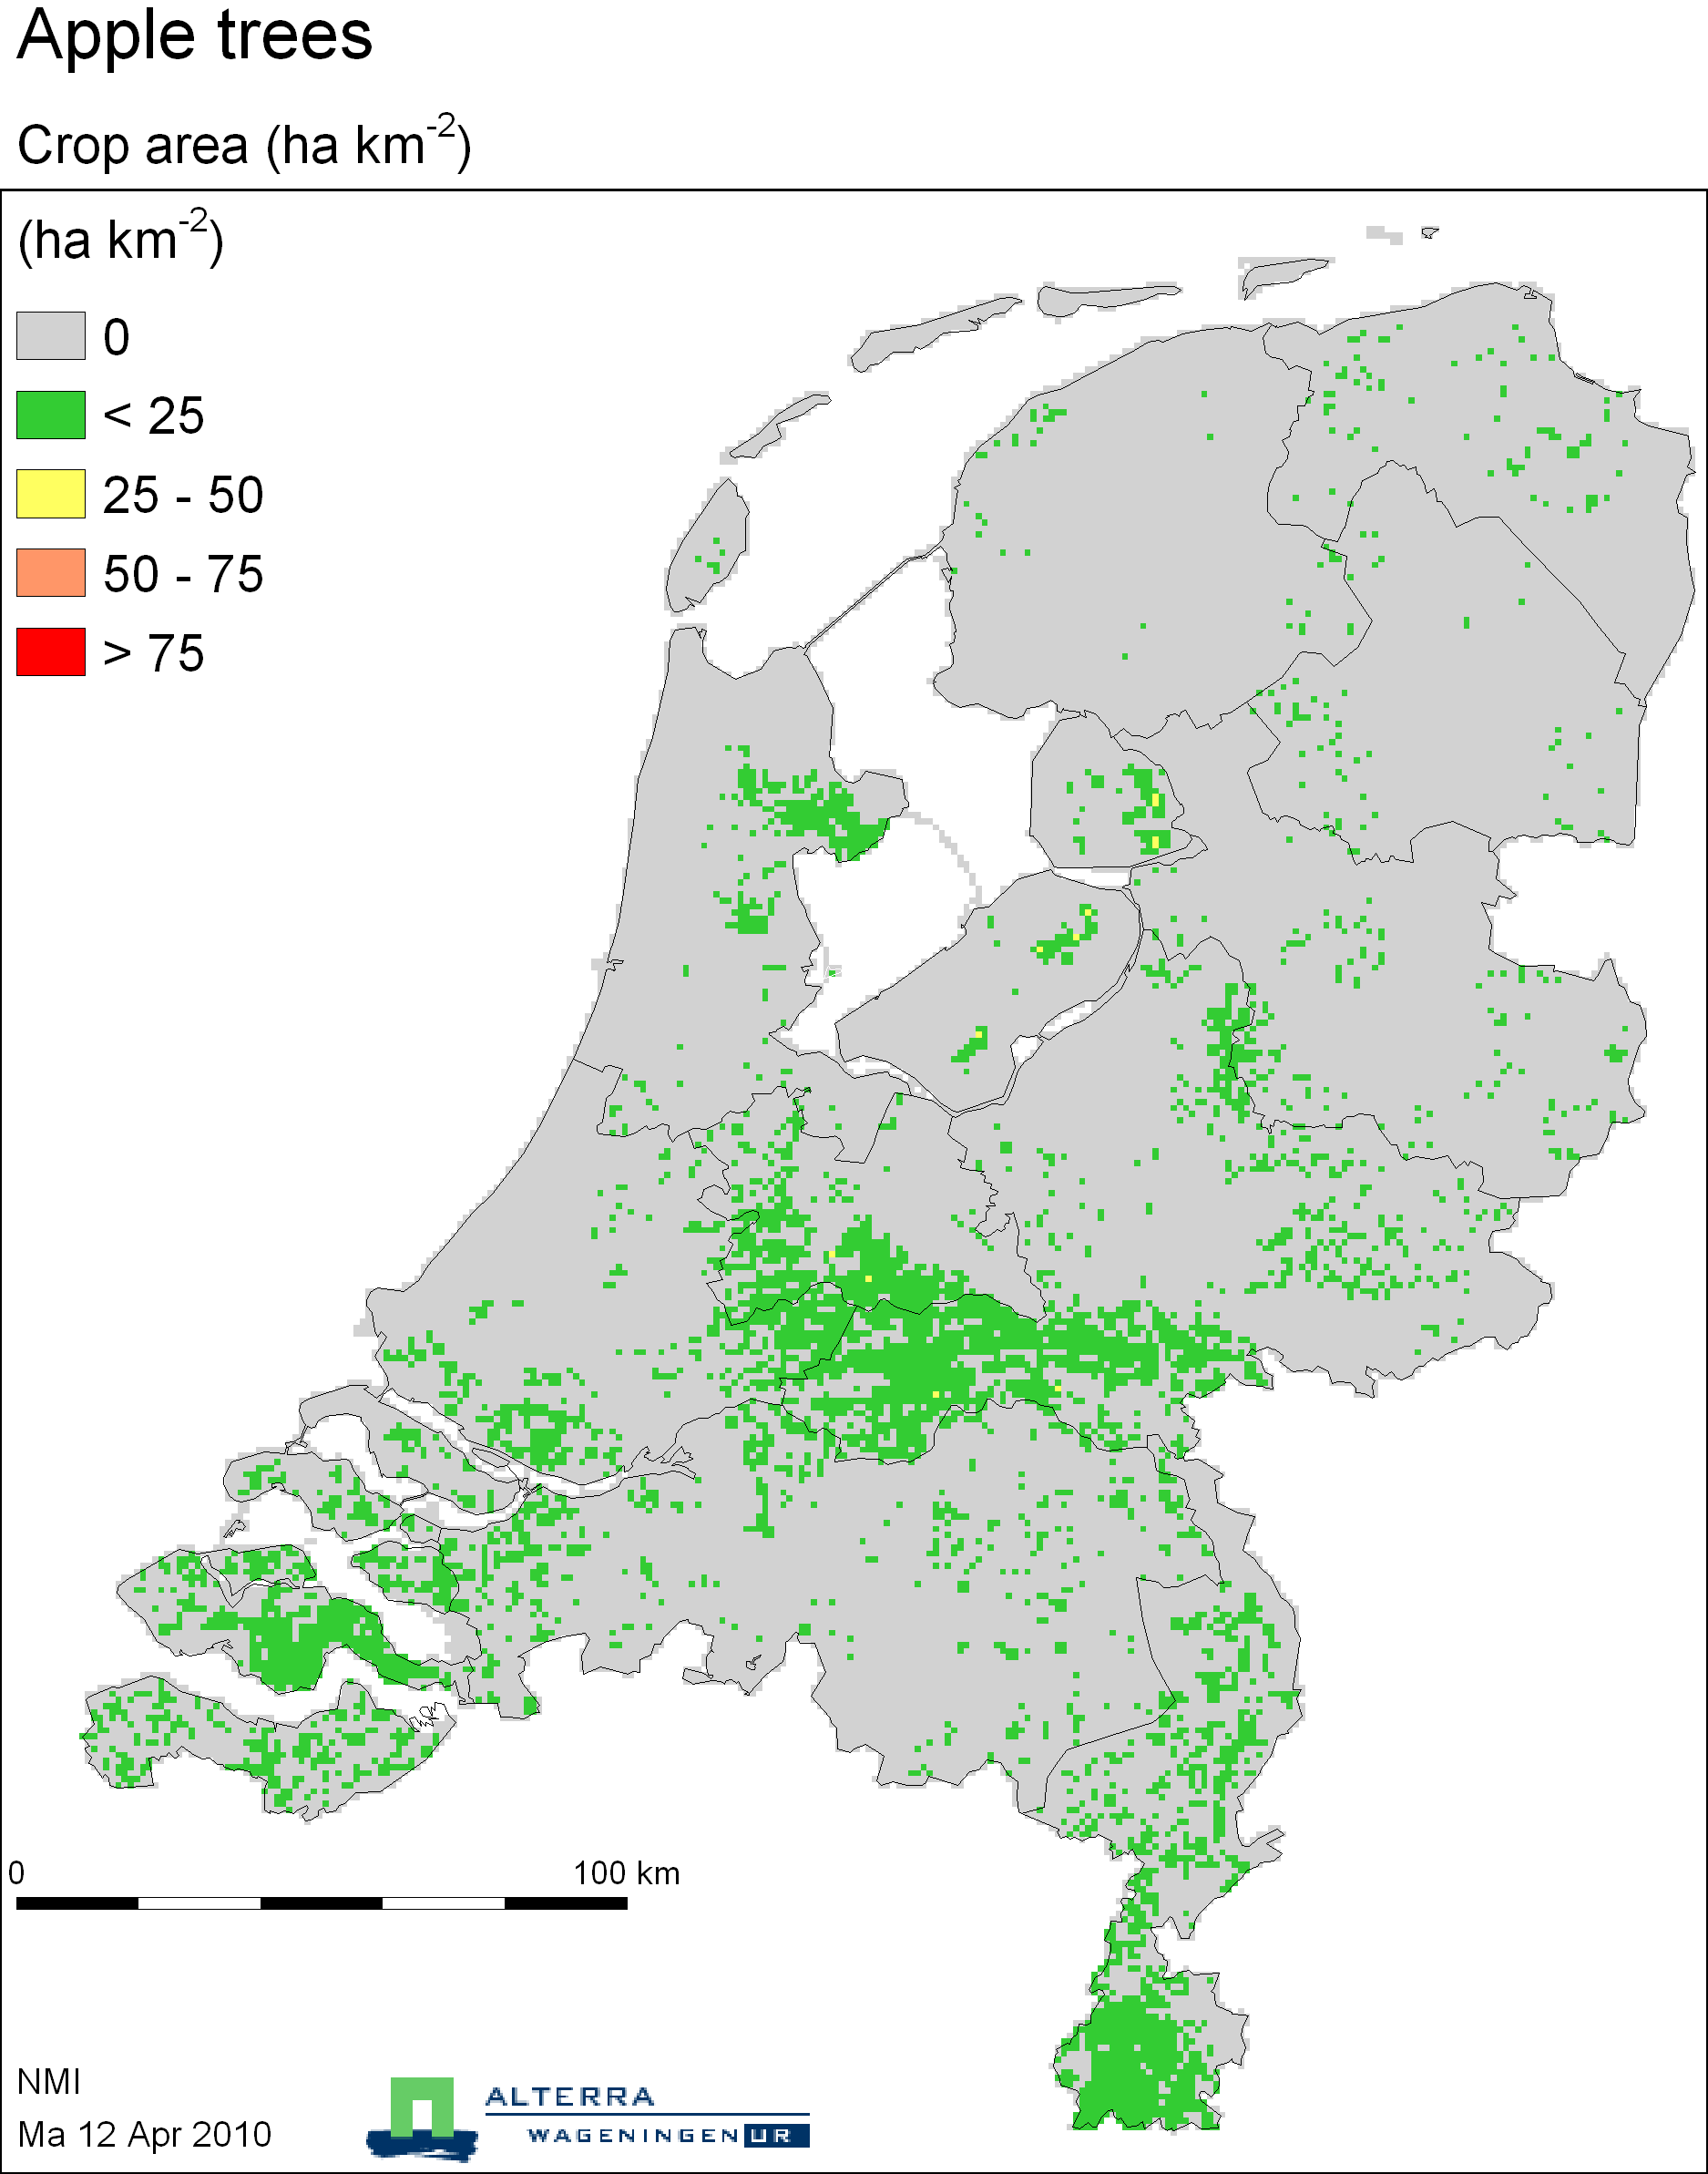 Apple trees
Crop area (ha km-2)
(ha km-2)
0
< 25
25 - 50
50 - 75
> 75
0
100 km
NMI
Ma 12 Apr 2010
ALTERRA
WAGENINGEN UR